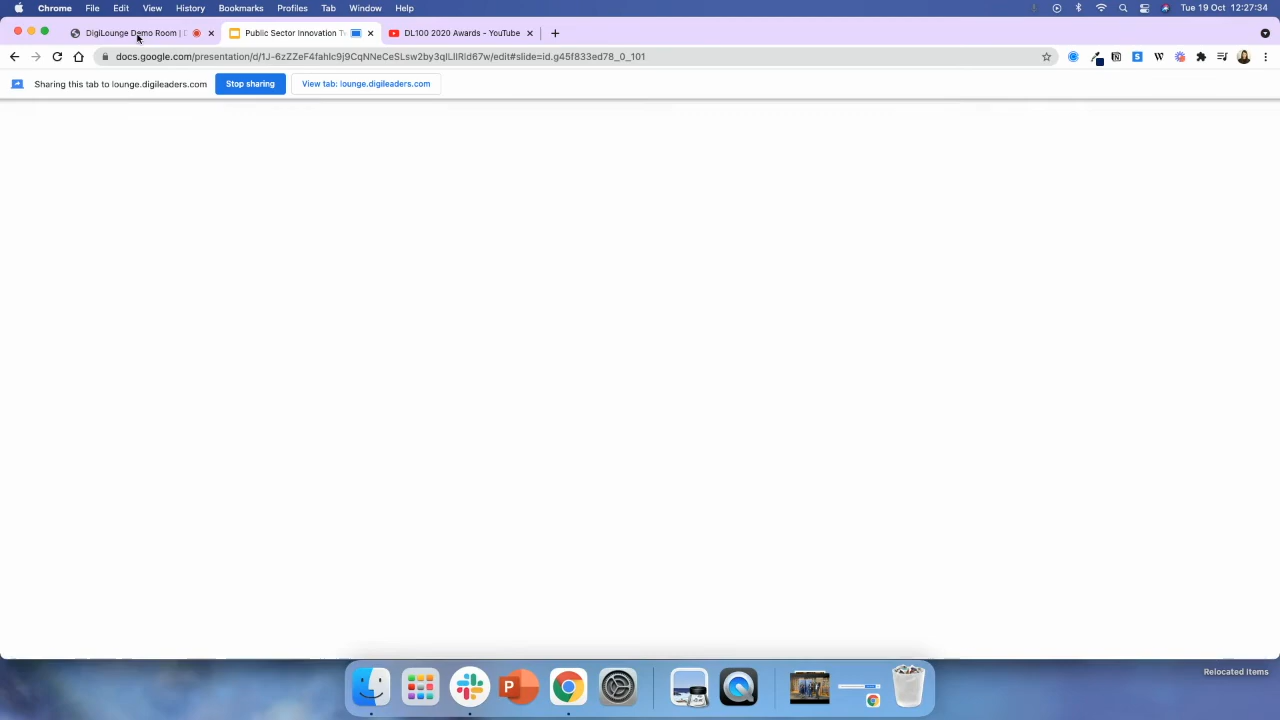 Chrome File Edit View History Bookmarks Profiles Tab Window Help Tue 19 Oct 12:27:34
DigiLounge Demo Room | Public Sector Innovation DL100 2020 Awards - YouTube
docs.google.com/presentation/d/1J-6zZZeF4fahIc9j9CqNNeCeSLsw2by3qlLIIRid67w/edit#slide=id.g45f833ed78_0_101
Sharing this tab to lounge.digileaders.com Stop sharing View tab: lounge.digileaders.com
Relocated Items